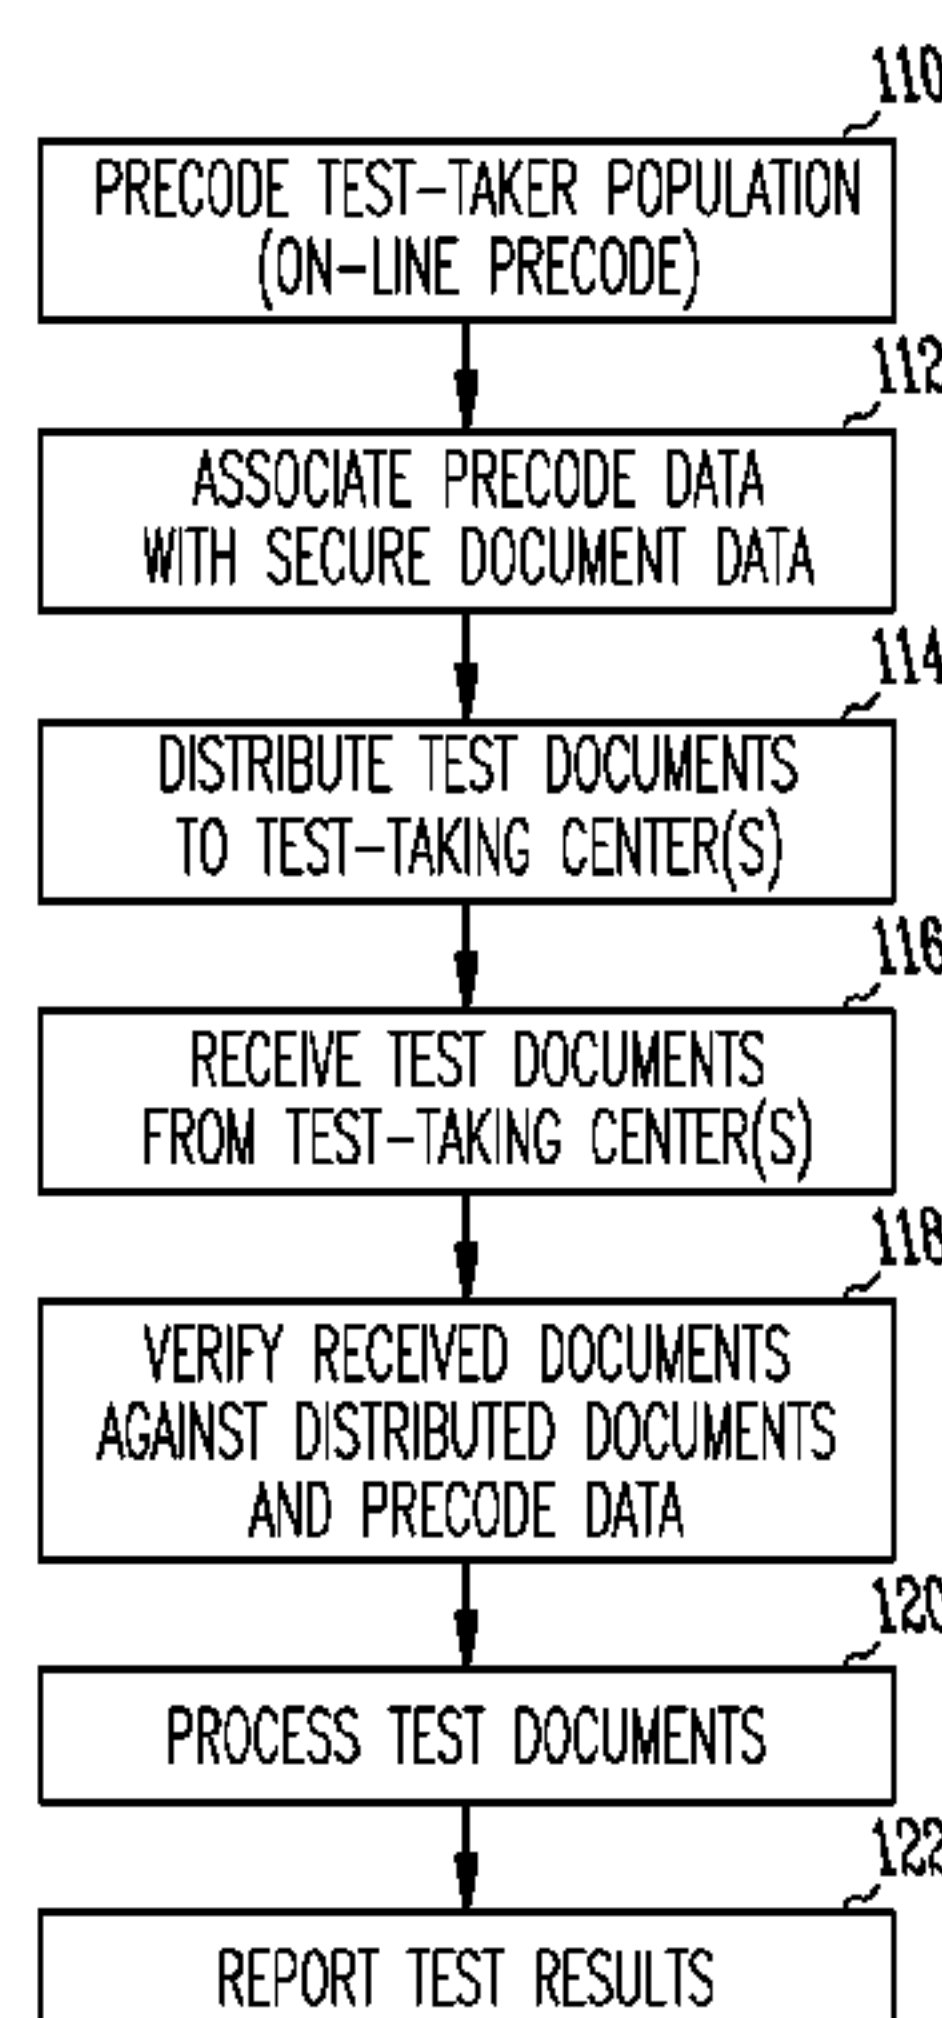 110
PRECODE TEST-TAKER POPULATION
(ON-LINE PRECODE)
112
ASSOCIATE PRECODE DATA
WITH SECURE DOCUMENT DATA
114
DISTRIBUTE TEST DOCUMENTS
TO TEST-TAKING CENTER(S)
116
RECEIVE TEST DOCUMENTS
FROM TEST-TAKING CENTER(S)
118
VERIFY RECEIVED DOCUMENTS
AGAINST DISTRIBUTED DOCUMENTS
AND PRECODE DATA
120
PROCESS TEST DOCUMENTS
122
REPORT TEST RESULTS